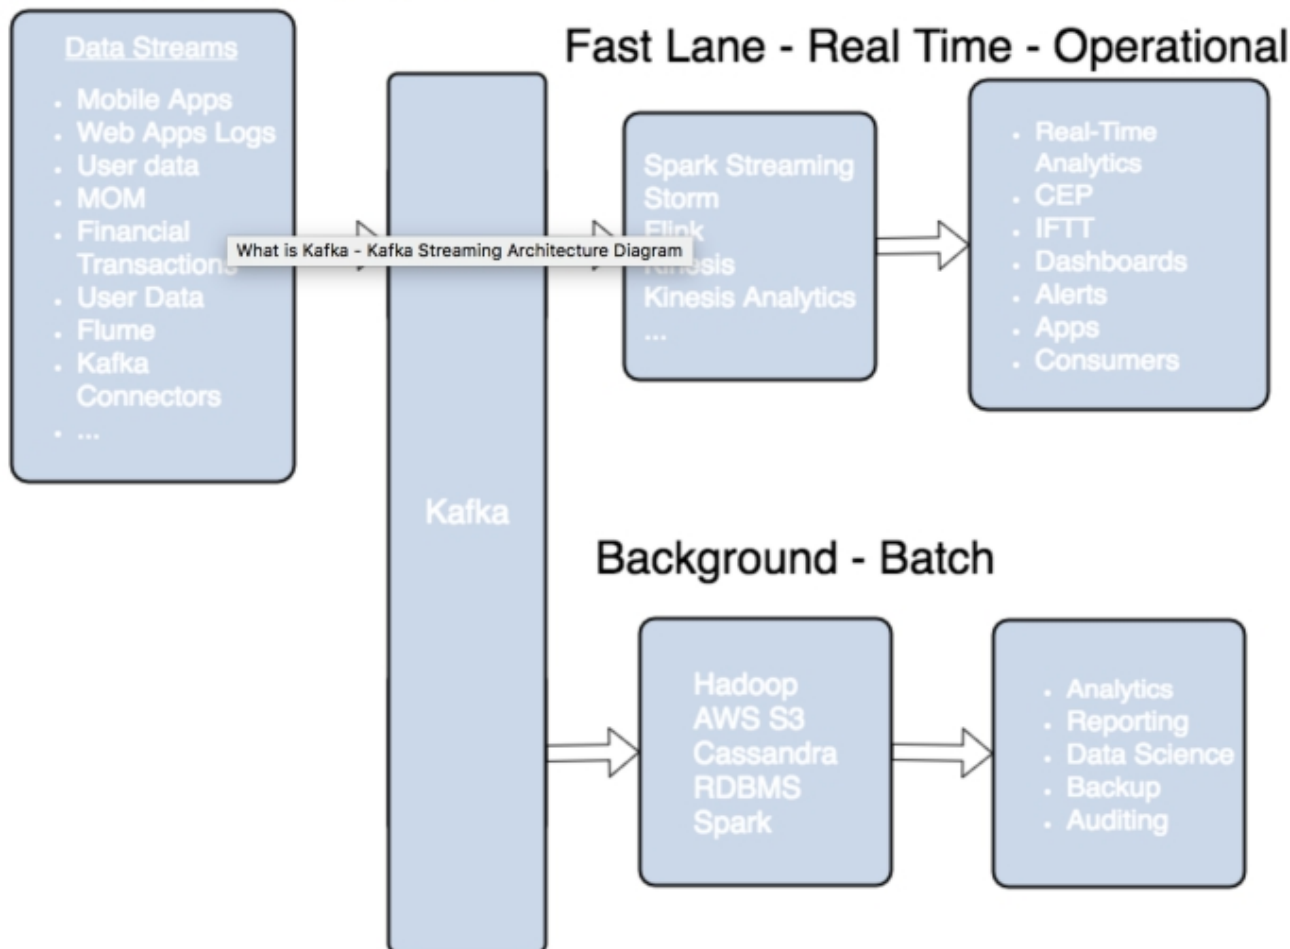 Data Streams
• Mobile Apps
• Web Apps Logs
• User data
• MOM
• Financial
Transactions
• User Data
• Flume
• Kafka
Connectors
• ...
What is Kafka - Kafka Streaming Architecture Diagram
Kafka
Fast Lane - Real Time - Operational
Spark Streaming
Storm
Flink
Kinesis
Kinesis Analytics
...
• Real-Time
Analytics
• CEP
• IFTT
• Dashboards
• Alerts
• Apps
• Consumers
Background - Batch
Hadoop
AWS S3
Cassandra
RDBMS
Spark
• Analytics
• Reporting
• Data Science
• Backup
• Auditing